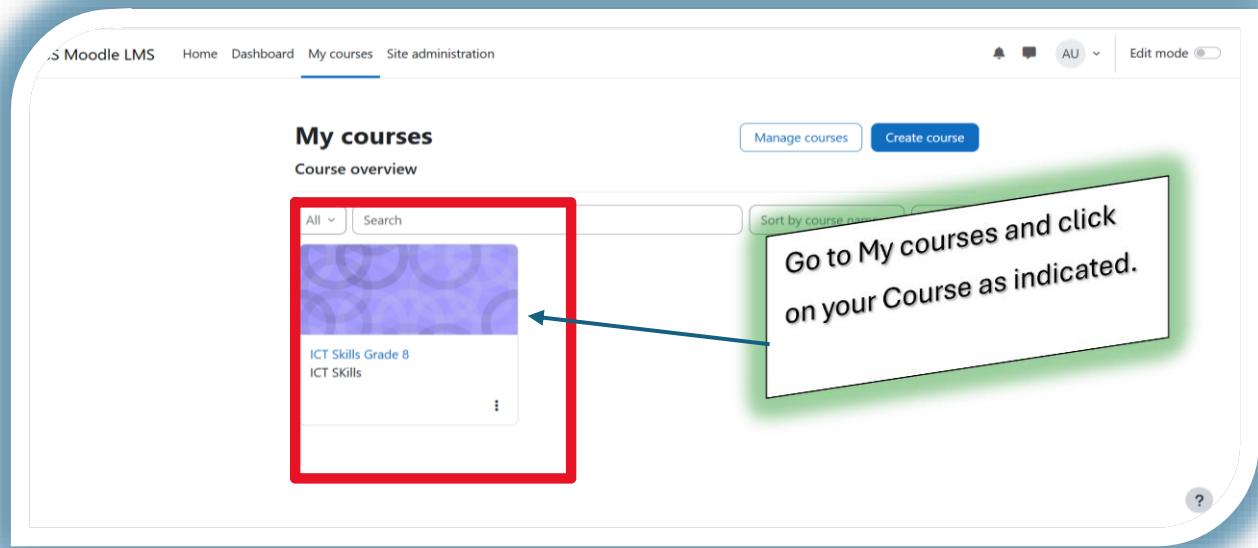 S Moodle LMS Home Dashboard My courses Site administration AU Edit mode
My courses
Manage courses Create course
Course overview
All Search Sort by course name
Go to My courses and click
on your Course as indicated.
ICT Skills Grade 8
ICT SKills
?